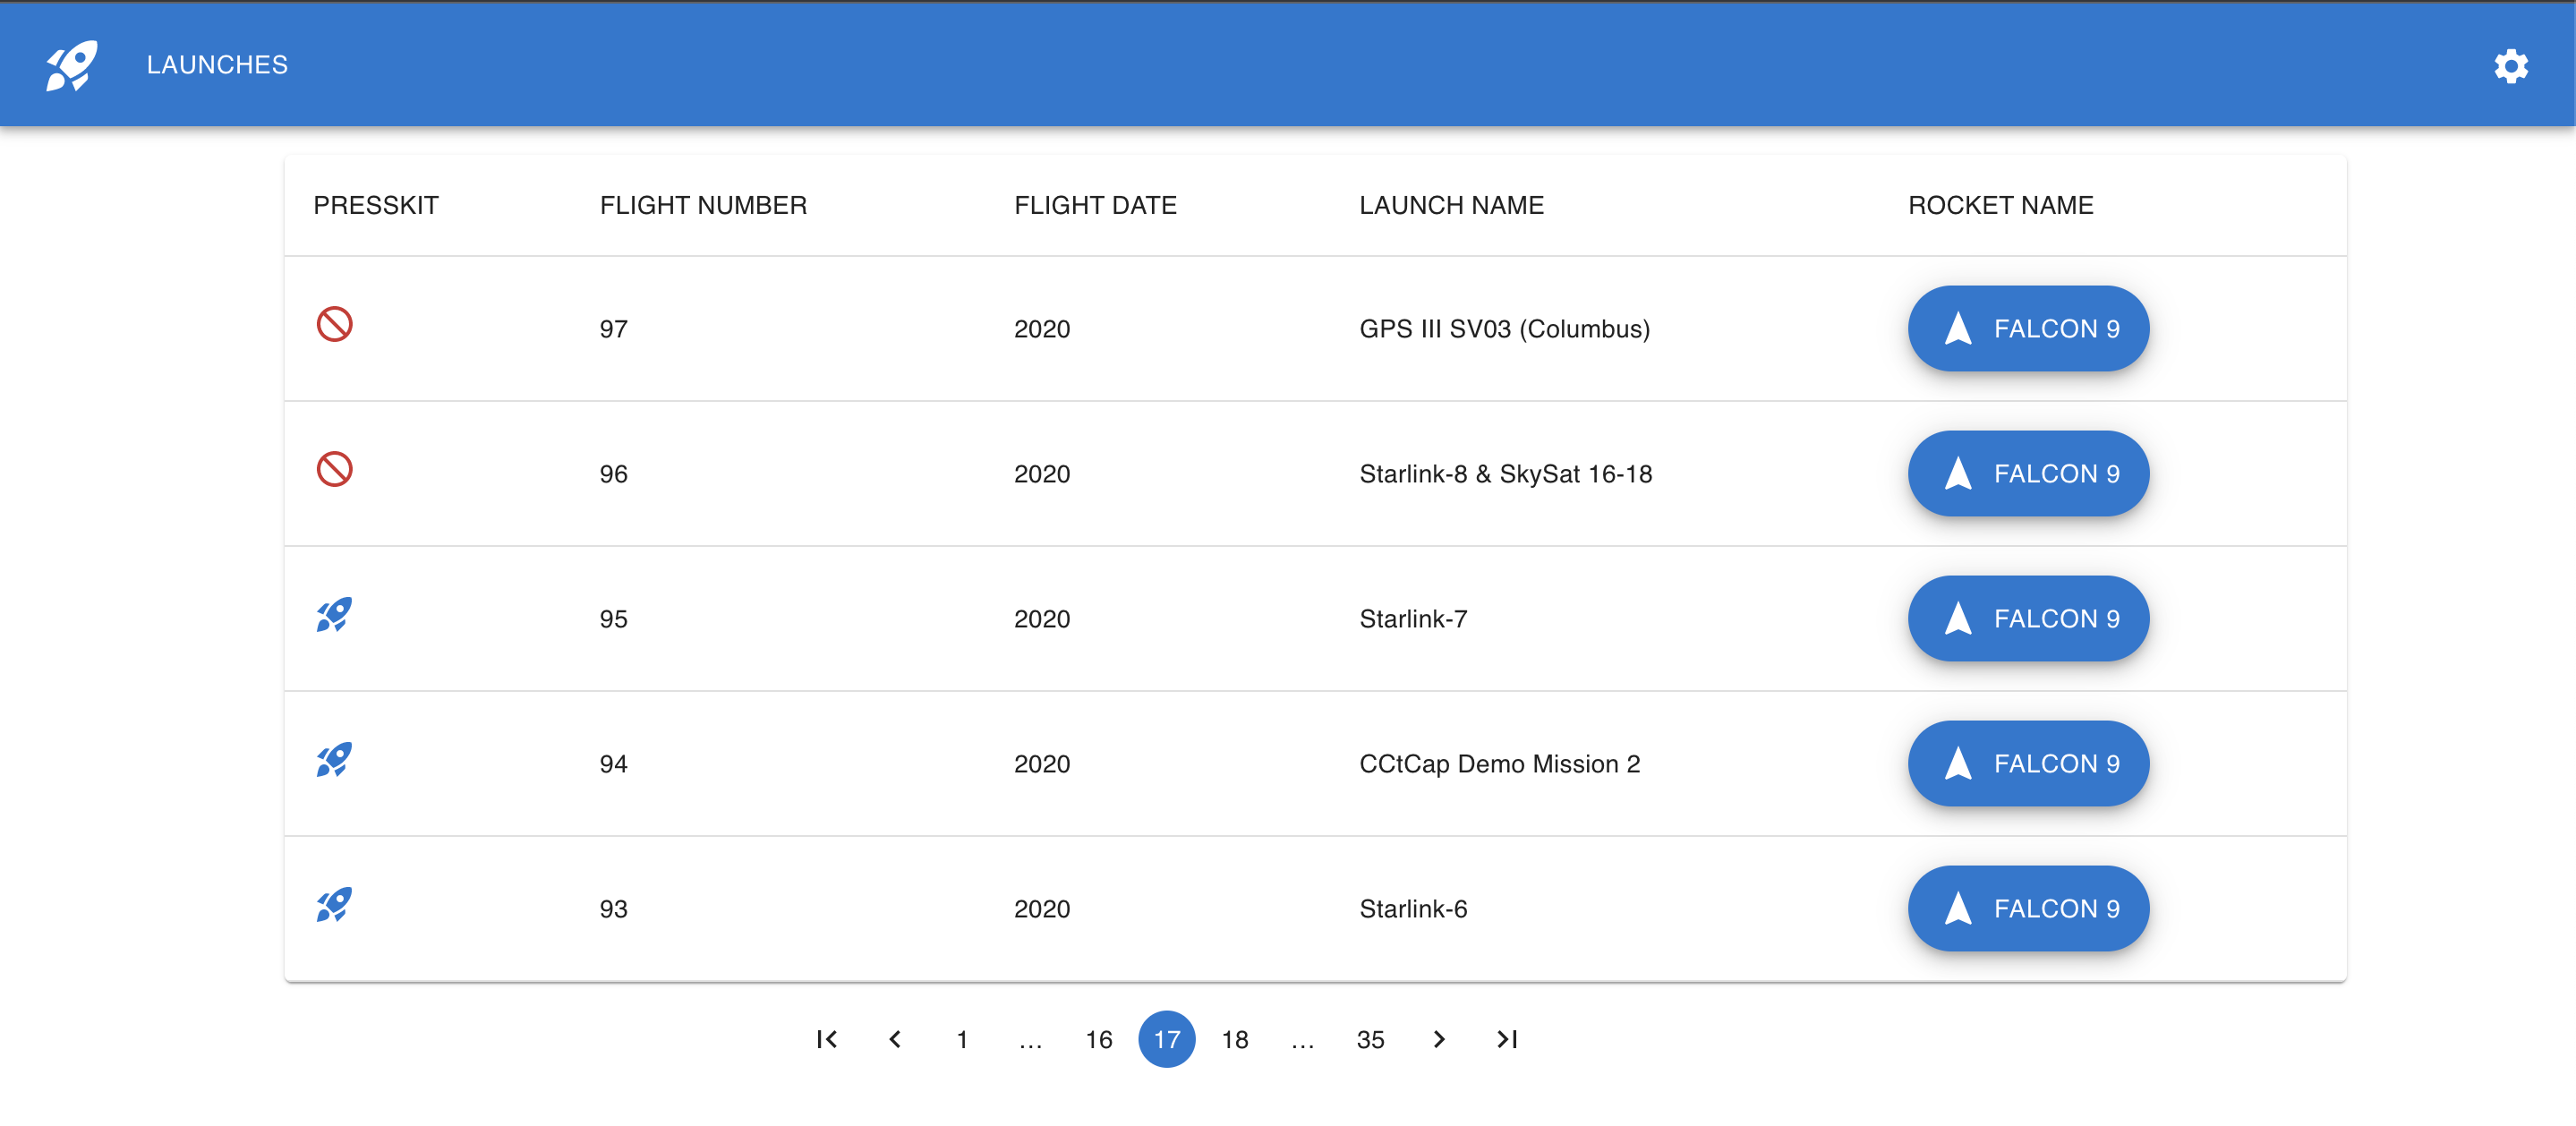 LAUNCHES
PRESSKIT FLIGHT NUMBER FLIGHT DATE LAUNCH NAME ROCKET NAME
97 2020 GPS III SV03 (Columbus) FALCON 9
96 2020 Starlink-8 & SkySat 16-18 FALCON 9
95 2020 Starlink-7 FALCON 9
94 2020 CCtCap Demo Mission 2 FALCON 9
93 2020 Starlink-6 FALCON 9
1 … 16 17 18 … 35